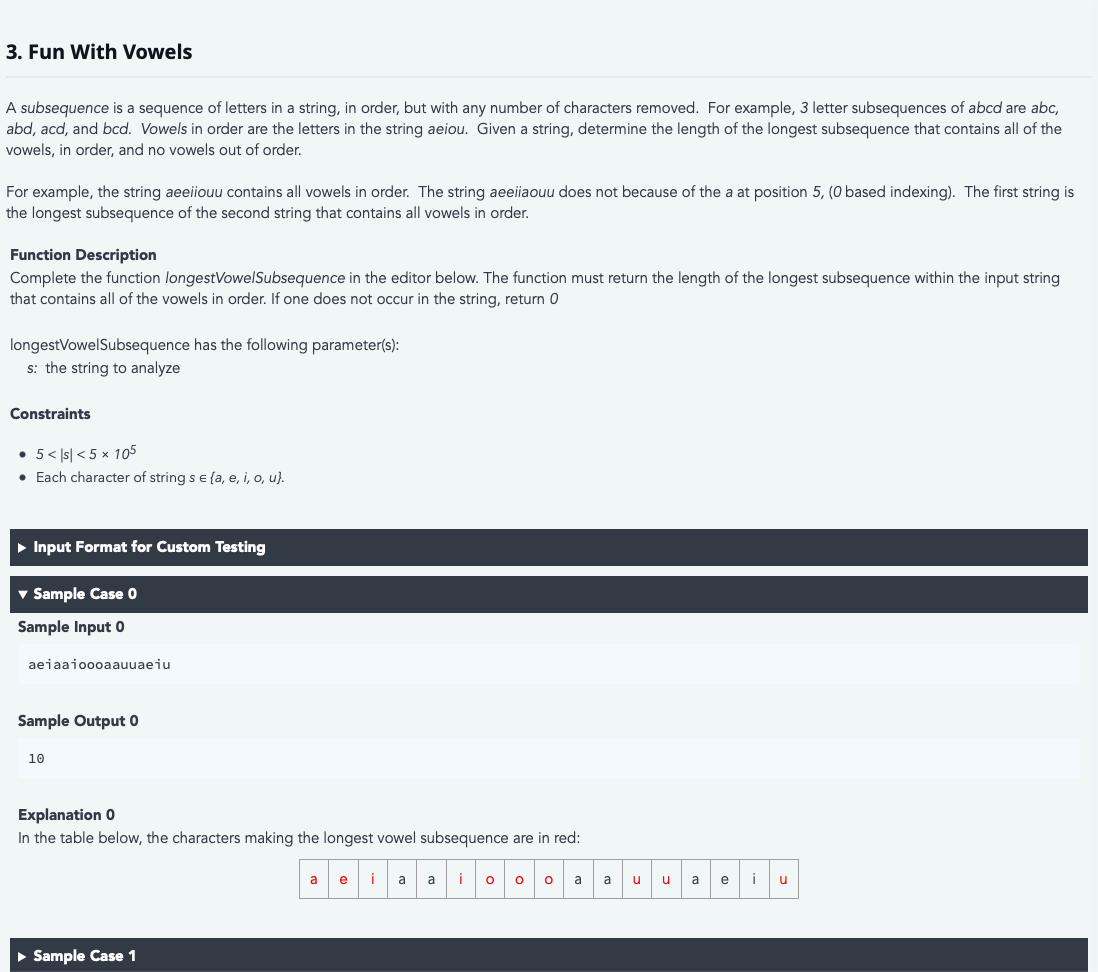 3. Fun With Vowels
A subsequence is a sequence of letters in a string, in order, but with any number of characters removed. For example, 3 letter subsequences of abcd are abc,
abd, acd, and bcd. Vowels in order are the letters in the string aeiou. Given a string, determine the length of the longest subsequence that contains all of the
vowels, in order, and no vowels out of order.
For example, the string aeeiiouu contains all vowels in order. The string aeeiiaouu does not because of the a at position 5, (0 based indexing). The first string is
the longest subsequence of the second string that contains all vowels in order.
Function Description
Complete the function longestVowelSubsequence in the editor below. The function must return the length of the longest subsequence within the input string
that contains all of the vowels in order. If one does not occur in the string, return 0
longestVowelSubsequence has the following parameter(s):
s: the string to analyze
Constraints
• 5 < |s| < 5 × 10⁵
• Each character of string s ∈ {a, e, i, o, u}.
▶ Input Format for Custom Testing
▼ Sample Case 0
Sample Input 0
aeiaaioooaauuaeiu
Sample Output 0
10
Explanation 0
In the table below, the characters making the longest vowel subsequence are in red:
a e i a a i o o o a a u u a e i u
▶ Sample Case 1